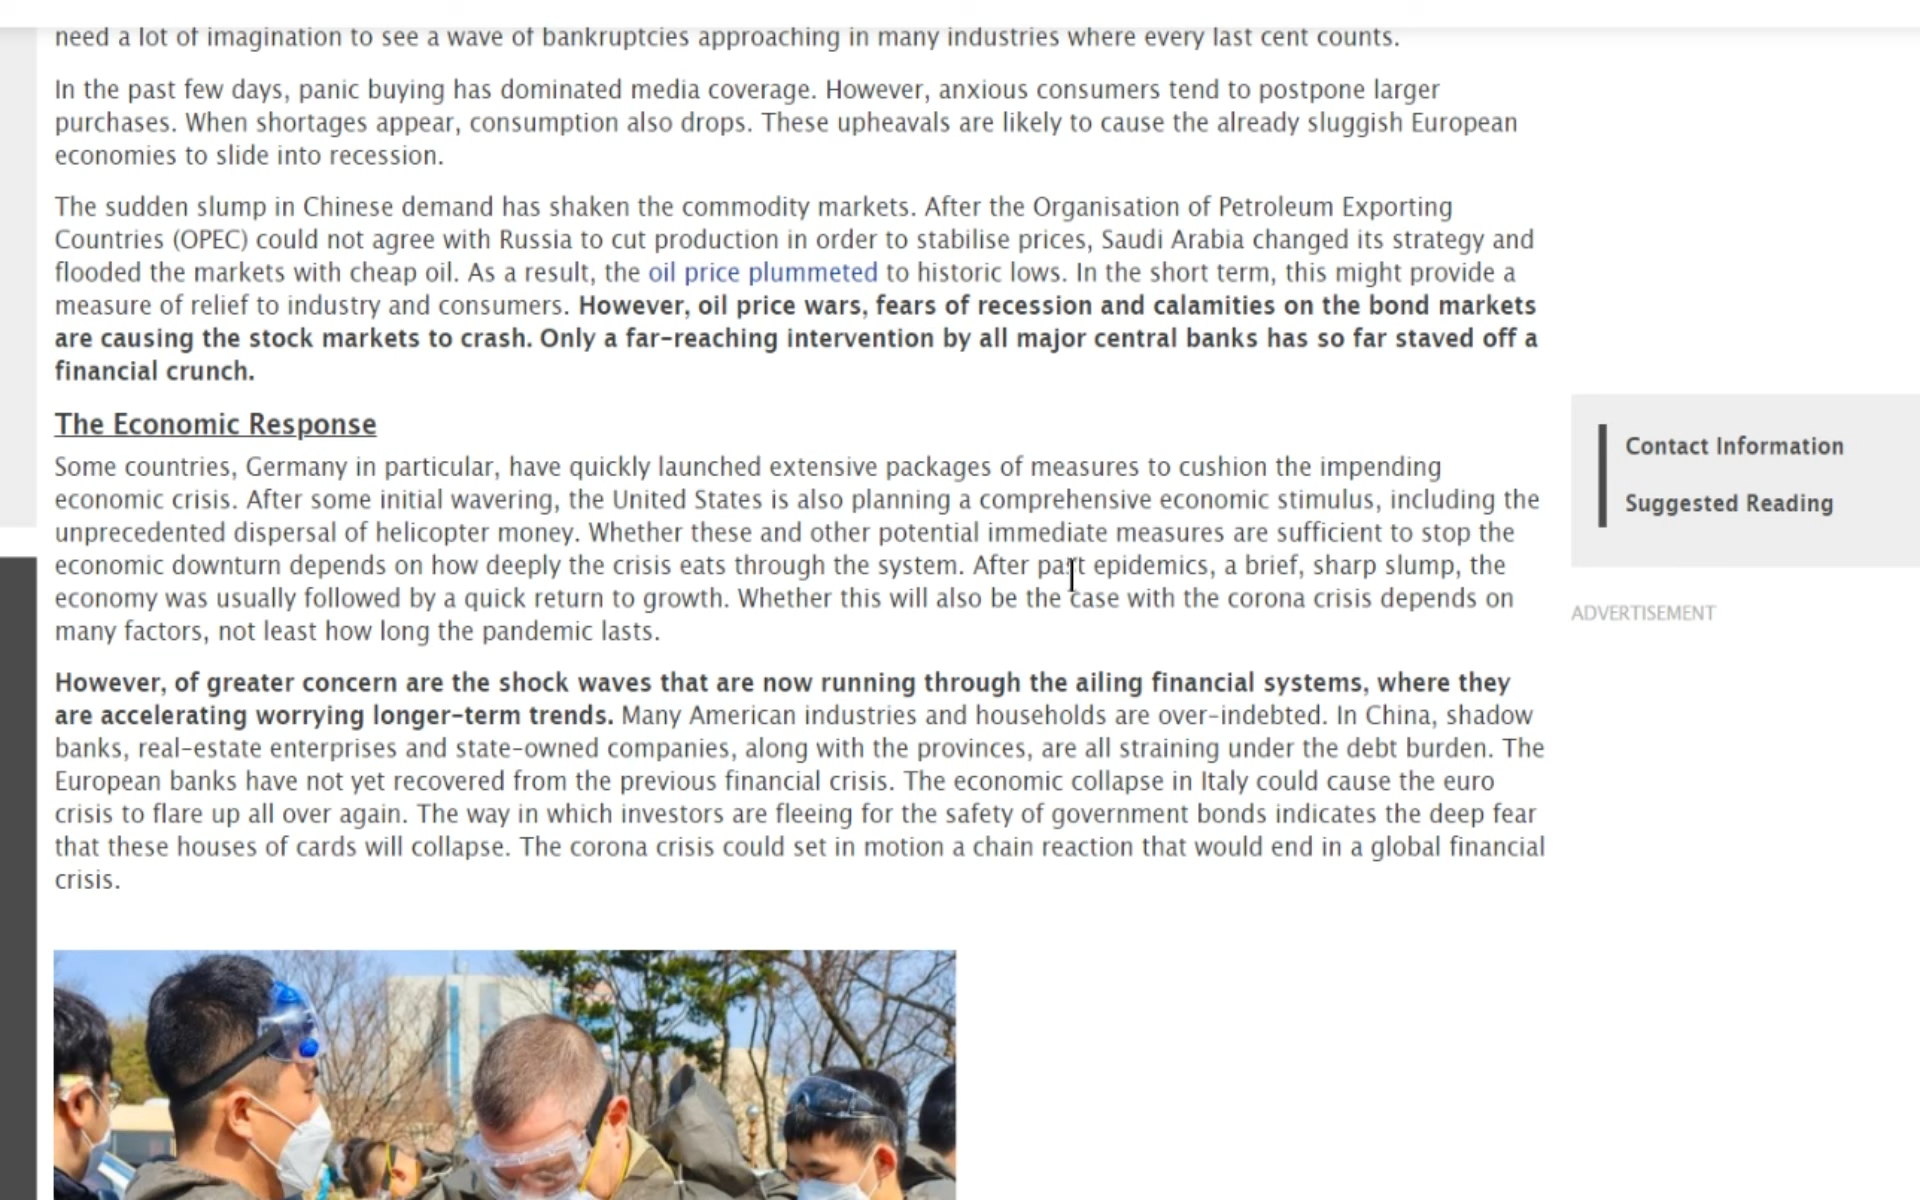 need a lot of imagination to see a wave of bankruptcies approaching in many industries where every last cent counts.
In the past few days, panic buying has dominated media coverage. However, anxious consumers tend to postpone larger
purchases. When shortages appear, consumption also drops. These upheavals are likely to cause the already sluggish European
economies to slide into recession.
The sudden slump in Chinese demand has shaken the commodity markets. After the Organisation of Petroleum Exporting
Countries (OPEC) could not agree with Russia to cut production in order to stabilise prices, Saudi Arabia changed its strategy and
flooded the markets with cheap oil. As a result, the oil price plummeted to historic lows. In the short term, this might provide a
measure of relief to industry and consumers. However, oil price wars, fears of recession and calamities on the bond markets
are causing the stock markets to crash. Only a far-reaching intervention by all major central banks has so far staved off a
financial crunch.
The Economic Response
Some countries, Germany in particular, have quickly launched extensive packages of measures to cushion the impending
economic crisis. After some initial wavering, the United States is also planning a comprehensive economic stimulus, including the
unprecedented dispersal of helicopter money. Whether these and other potential immediate measures are sufficient to stop the
economic downturn depends on how deeply the crisis eats through the system. After past epidemics, a brief, sharp slump, the
economy was usually followed by a quick return to growth. Whether this will also be the case with the corona crisis depends on
many factors, not least how long the pandemic lasts.
However, of greater concern are the shock waves that are now running through the ailing financial systems, where they
are accelerating worrying longer-term trends. Many American industries and households are over-indebted. In China, shadow
banks, real-estate enterprises and state-owned companies, along with the provinces, are all straining under the debt burden. The
European banks have not yet recovered from the previous financial crisis. The economic collapse in Italy could cause the euro
crisis to flare up all over again. The way in which investors are fleeing for the safety of government bonds indicates the deep fear
that these houses of cards will collapse. The corona crisis could set in motion a chain reaction that would end in a global financial
crisis.
Contact Information
Suggested Reading
ADVERTISEMENT